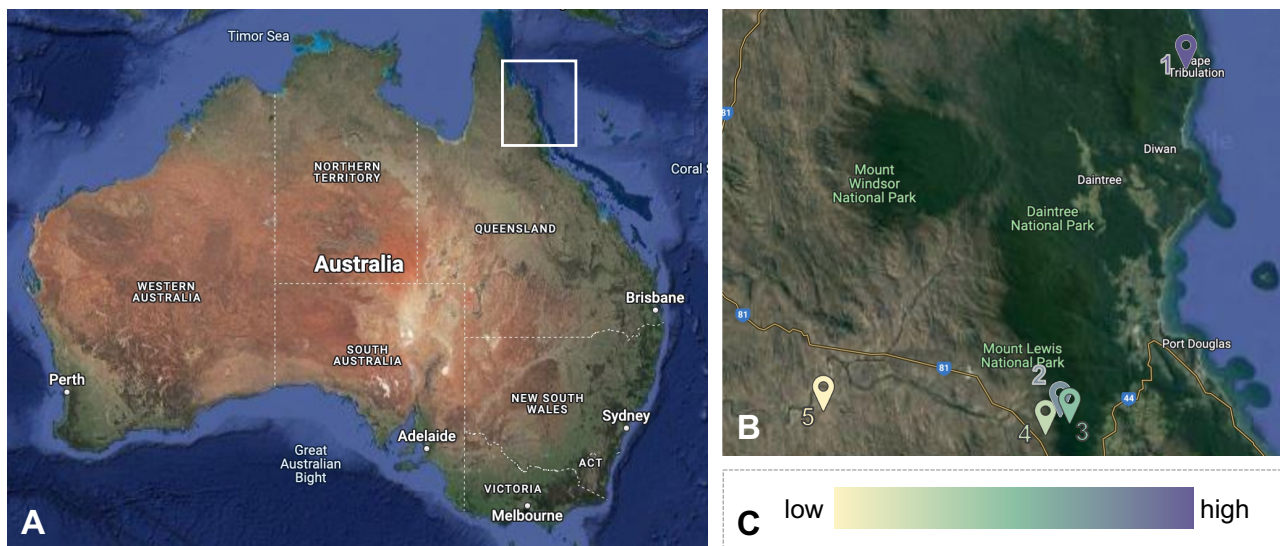 Timor Sea
NORTHERN
TERRITORY
Coral S
QUEENSLAND
Australia
WESTERN
AUSTRALIA
Brisbane
SOUTH
AUSTRALIA
Perth
NEW SOUTH
WALES
Sydney
Adelaide
Great
Australian
Bight
ACT
VICTORIA
Melbourne
A
1
ape
Tribulation
81
Diwan
Mount
Windsor
National Park
Daintree
Daintree
National Park
81
Port Douglas
Mount Lewis
National Park
81
2
44
5
4
3
B
C
low
high